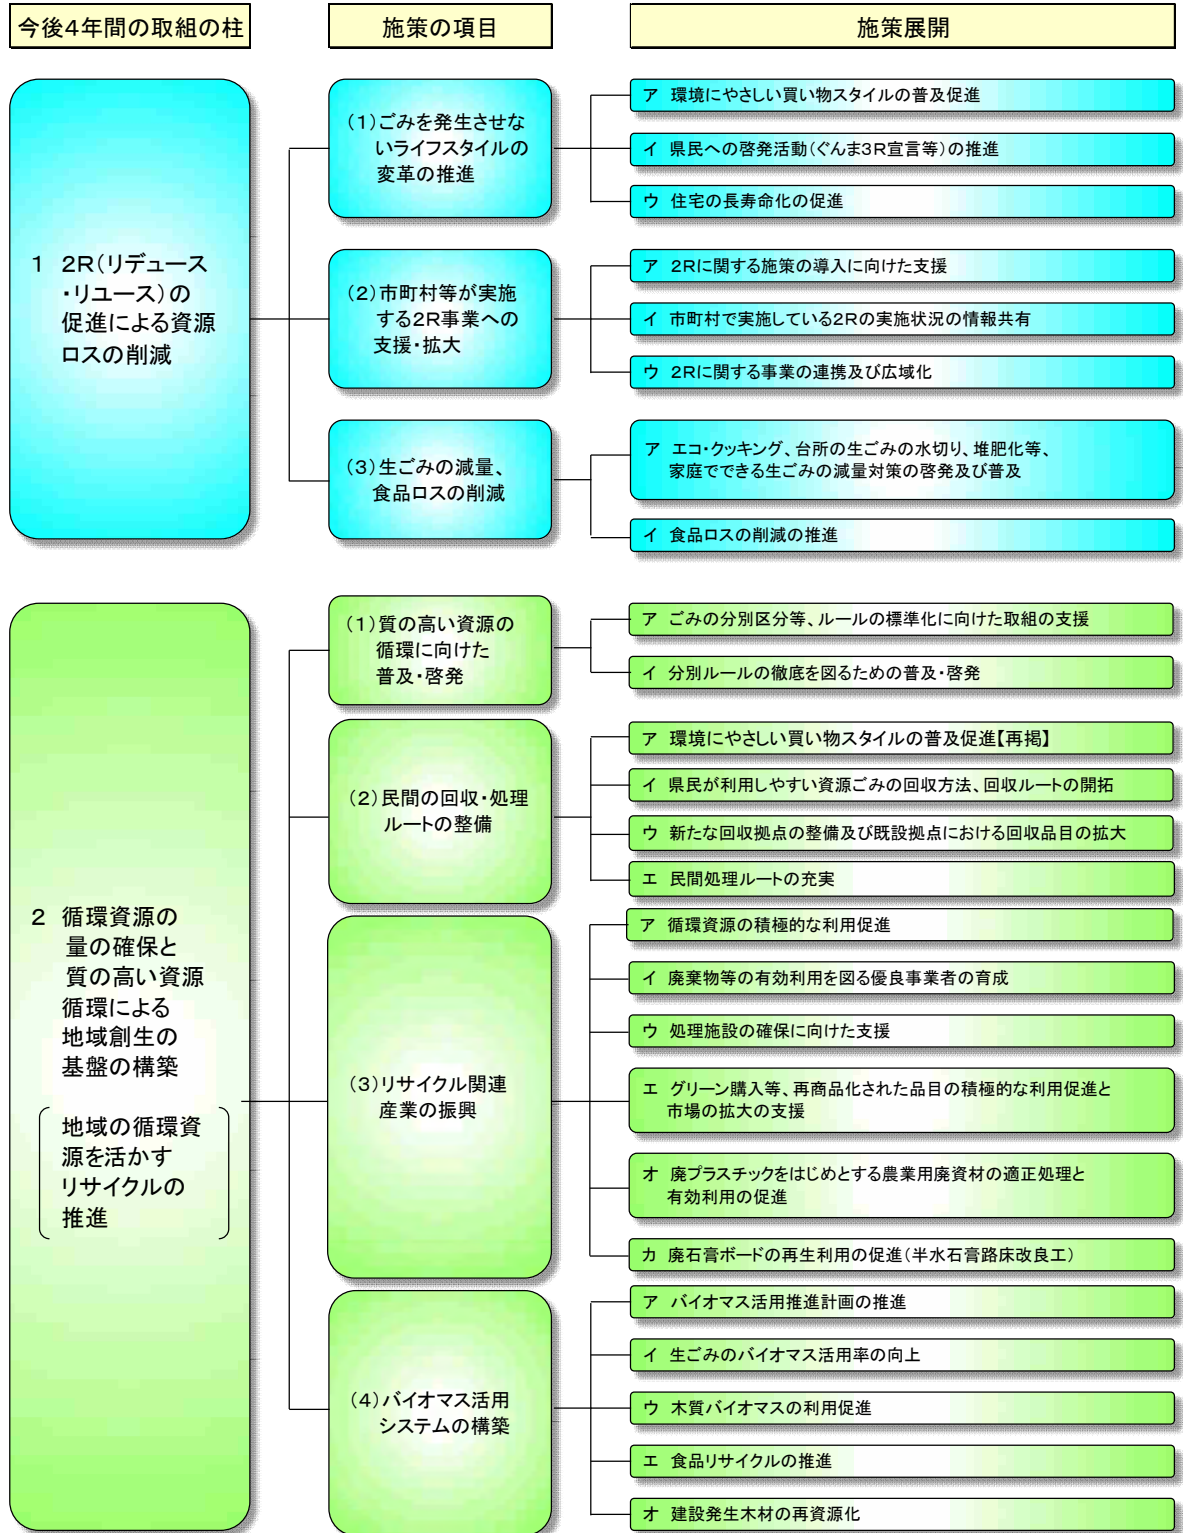 今後4年間の取組の柱
施策の項目
施策展開
1 2R(リデュース
・リユース)の
促進による資源
ロスの削減
(1)ごみを発生させな
いライフスタイルの
変革の推進
ア 環境にやさしい買い物スタイルの普及促進
イ 県民への啓発活動(ぐんま3R宣言等)の推進
ウ 住宅の長寿命化の促進
(2)市町村等が実施
する2R事業への
支援・拡大
ア 2Rに関する施策の導入に向けた支援
イ 市町村で実施している2Rの実施状況の情報共有
ウ 2Rに関する事業の連携及び広域化
(3)生ごみの減量、
食品ロスの削減
ア エコ・クッキング、台所の生ごみの水切り、堆肥化等、
家庭でできる生ごみの減量対策の啓発及び普及
イ 食品ロスの削減の推進
2 循環資源の
量の確保と
質の高い資源
循環による
地域創生の
基盤の構築
地域の循環資
源を活かす
リサイクルの
推進
(1)質の高い資源の
循環に向けた
普及・啓発
ア ごみの分別区分等、ルールの標準化に向けた取組の支援
イ 分別ルールの徹底を図るための普及・啓発
(2)民間の回収・処理
ルートの整備
ア 環境にやさしい買い物スタイルの普及促進【再掲】
イ 県民が利用しやすい資源ごみの回収方法、回収ルートの開拓
ウ 新たな回収拠点の整備及び既設拠点における回収品目の拡大
エ 民間処理ルートの充実
(3)リサイクル関連
産業の振興
ア 循環資源の積極的な利用促進
イ 廃棄物等の有効利用を図る優良事業者の育成
ウ 処理施設の確保に向けた支援
エ グリーン購入等、再商品化された品目の積極的な利用促進と
市場の拡大の支援
オ 廃プラスチックをはじめとする農業用廃資材の適正処理と
有効利用の促進
カ 廃石膏ボードの再生利用の促進(半水石膏路床改良工)
(4)バイオマス活用
システムの構築
ア バイオマス活用推進計画の推進
イ 生ごみのバイオマス活用率の向上
ウ 木質バイオマスの利用促進
エ 食品リサイクルの推進
オ 建設発生木材の再資源化